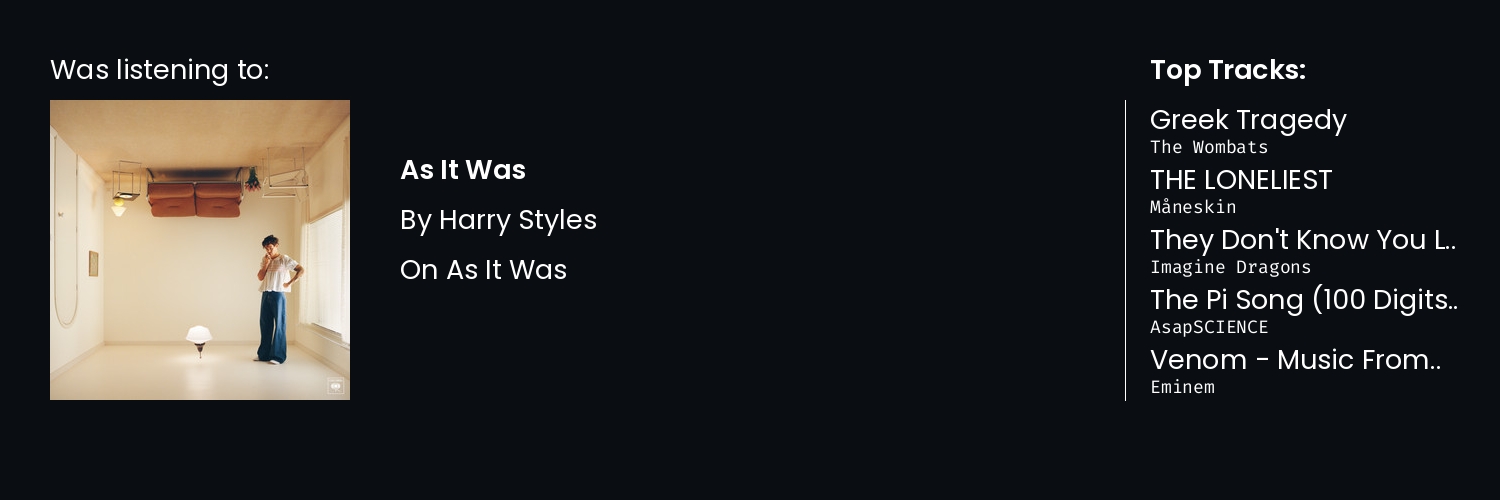 Was listening to:
As It Was
By Harry Styles
On As It Was
Top Tracks:
Greek Tragedy
The Wombats
THE LONELIEST
Måneskin
They Don't Know You L..
Imagine Dragons
The Pi Song (100 Digits..
AsapSCIENCE
Venom - Music From..
Eminem